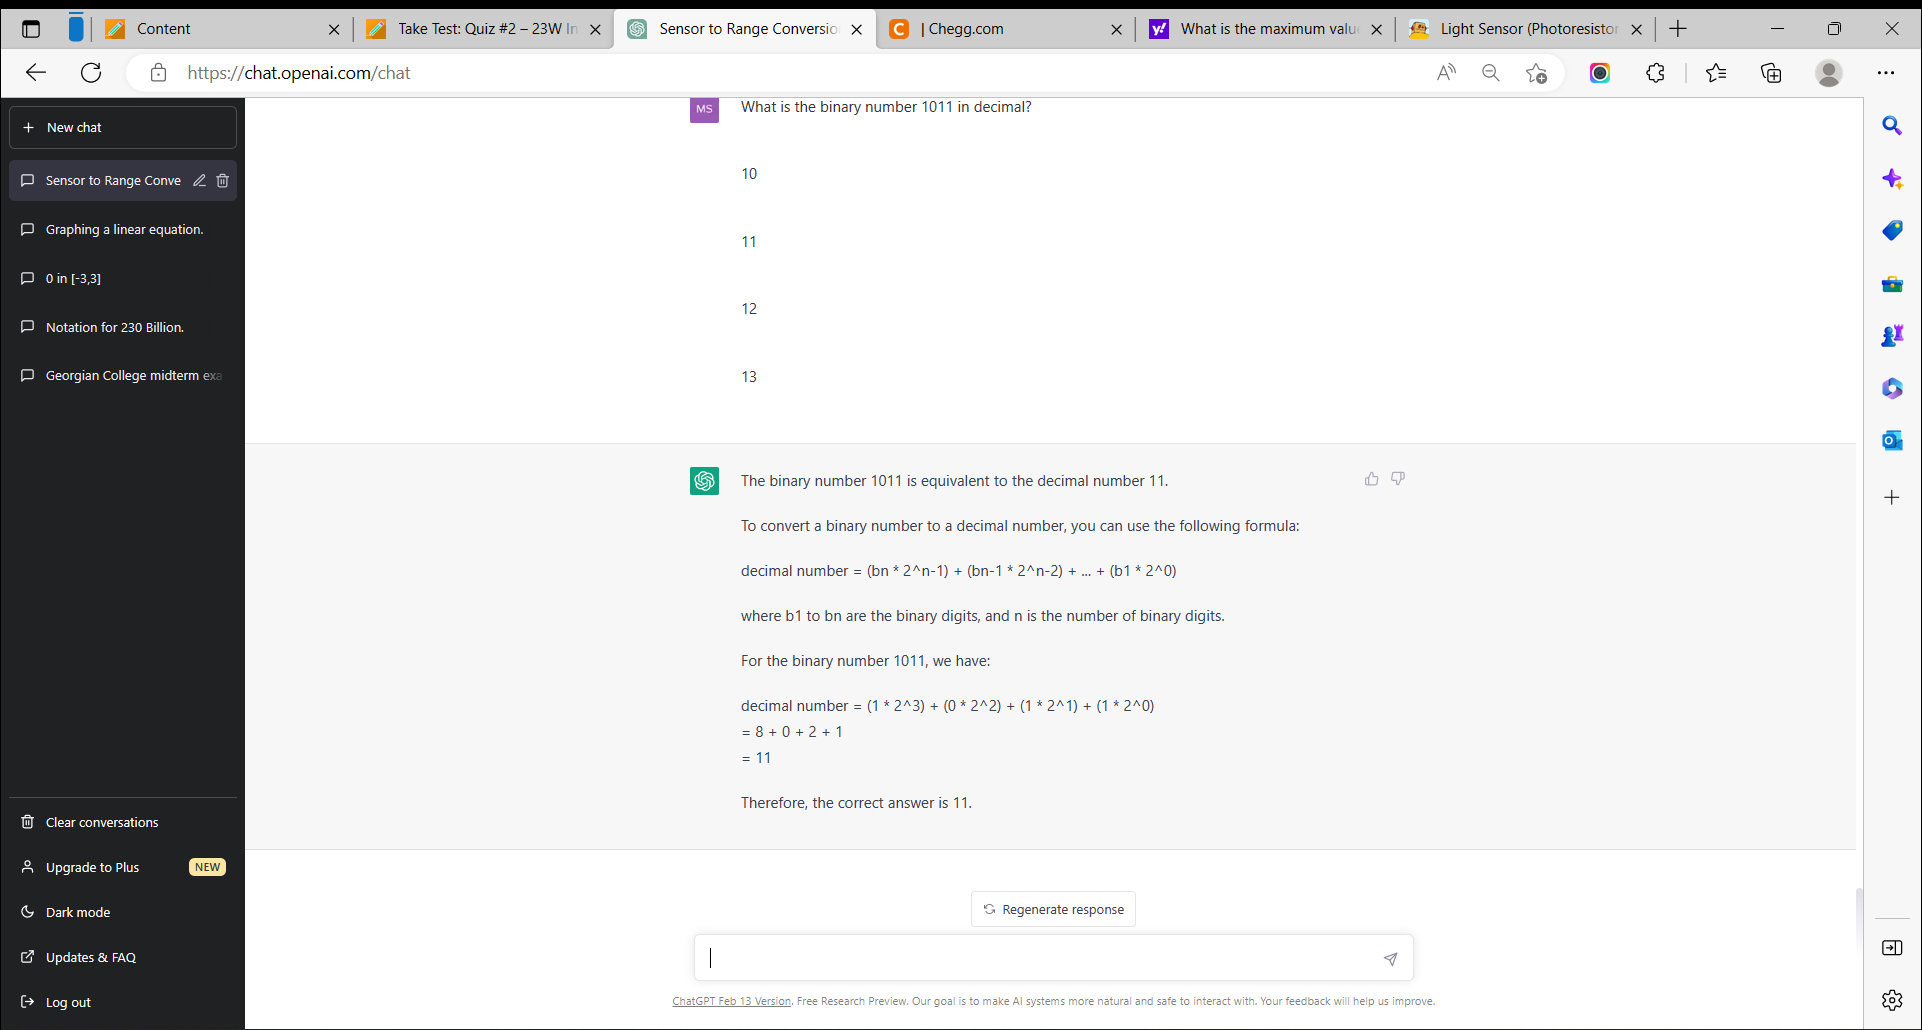 Content
Take Test: Quiz #2 – 23W In
Sensor to Range Conversio
| Chegg.com
What is the maximum value
Light Sensor (Photoresistor
https://chat.openai.com/chat
New chat
Sensor to Range Conve
Graphing a linear equation.
0 in [-3,3]
Notation for 230 Billion.
Georgian College midterm exa
Clear conversations
Upgrade to Plus NEW
Dark mode
Updates & FAQ
Log out
MS
What is the binary number 1011 in decimal?
10
11
12
13
The binary number 1011 is equivalent to the decimal number 11.
To convert a binary number to a decimal number, you can use the following formula:
decimal number = (bn * 2^n-1) + (bn-1 * 2^n-2) + ... + (b1 * 2^0)
where b1 to bn are the binary digits, and n is the number of binary digits.
For the binary number 1011, we have:
decimal number = (1 * 2^3) + (0 * 2^2) + (1 * 2^1) + (1 * 2^0)
= 8 + 0 + 2 + 1
= 11
Therefore, the correct answer is 11.
Regenerate response
ChatGPT Feb 13 Version. Free Research Preview. Our goal is to make AI systems more natural and safe to interact with. Your feedback will help us improve.